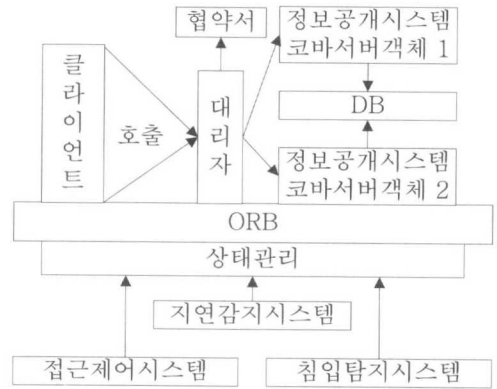 협약서
정보공개시스템
코바서버객체 1
클라이언트
호출
대리자
DB
정보공개시스템
코바서버객체 2
ORB
상태관리
지연감지시스템
접근제어시스템
침입탐지시스템